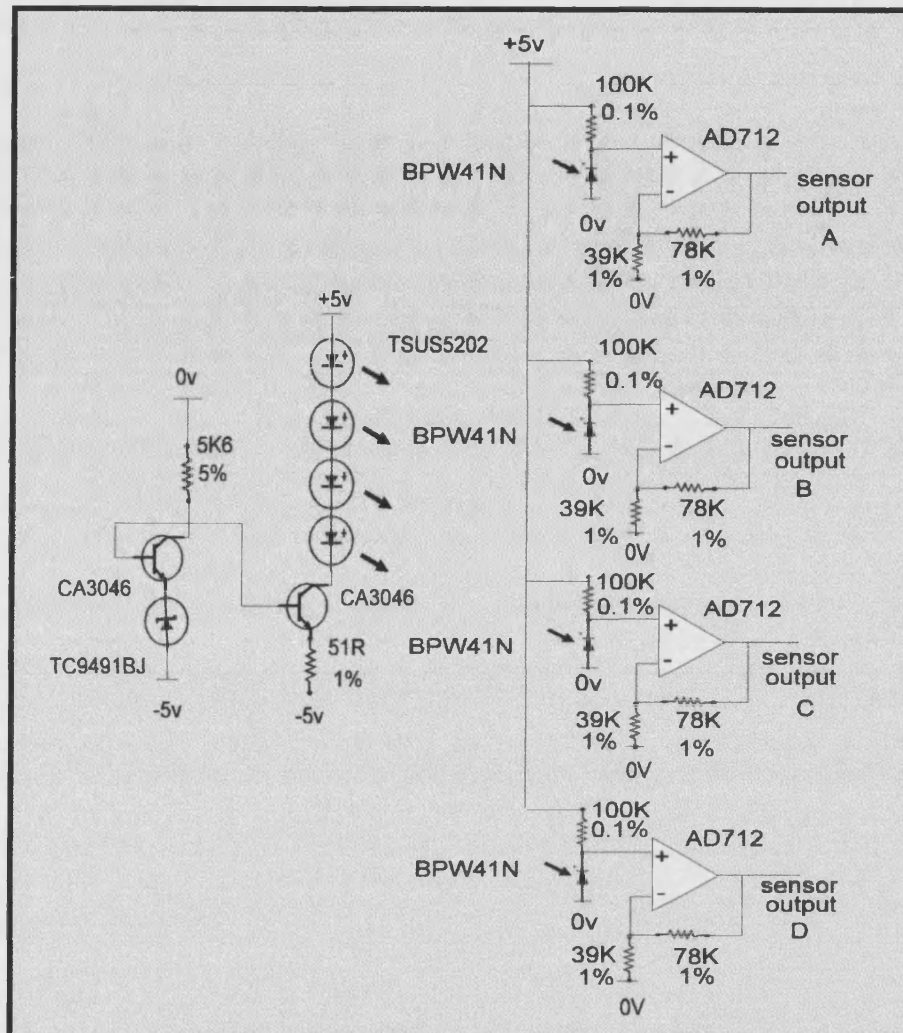 +5v
100K
0.1%
AD712
BPW41N
+
-
sensor
output
A
0v
39K
1%
78K
1%
0V
+5v
TSUS5202
100K
0.1%
AD712
BPW41N
+
-
sensor
output
B
0v
39K
1%
78K
1%
0V
0v
5K6
5%
CA3046
TC9491BJ
-5v
CA3046
51R
1%
-5v
100K
0.1%
AD712
BPW41N
+
-
sensor
output
C
0v
39K
1%
78K
1%
0V
100K
0.1%
AD712
BPW41N
+
-
sensor
output
D
0v
39K
1%
78K
1%
0V